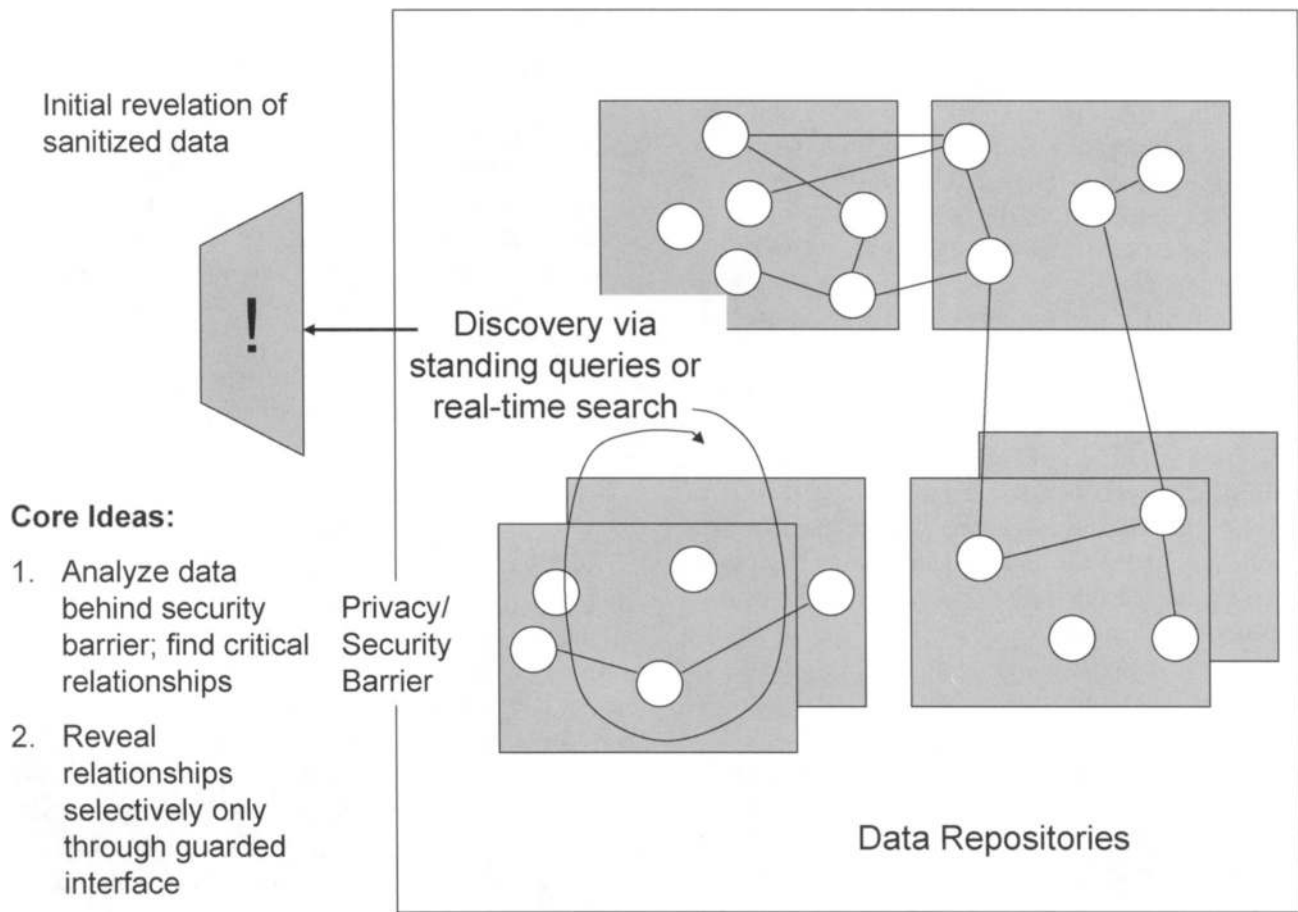 Initial revelation of
sanitized data
!
Discovery via
standing queries or
real-time search
Core Ideas:
1. Analyze data
behind security
barrier; find critical
relationships
2. Reveal
relationships
selectively only
through guarded
interface
Privacy/
Security
Barrier
Data Repositories